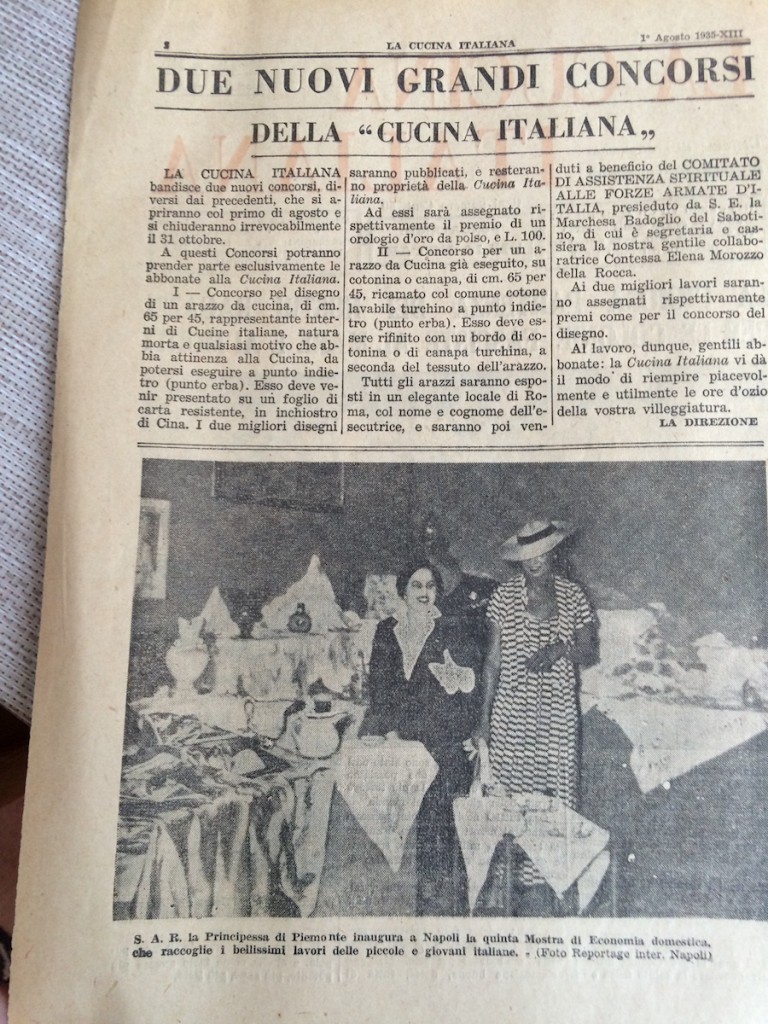 2 LA CUCINA ITALIANA 1° Agosto 1935-XIII
DUE NUOVI GRANDI CONCORSI
DELLA “CUCINA ITALIANA„
LA CUCINA ITALIANA
bandisce due nuovi concorsi, di-
versi dai precedenti, che si a-
priranno col primo di agosto e
si chiuderanno irrevocabilmente
il 31 ottobre.
A questi Concorsi potranno
prender parte esclusivamente le
abbonate alla Cucina Italiana.
I — Concorso pel disegno
di un arazzo da cucina, di cm.
65 per 45, rappresentante inter-
ni di Cucine italiane, natura
morta e qualsiasi motivo che ab-
bia attinenza alla Cucina, da
potersi eseguire a punto indie-
tro (punto erba). Esso deve ve-
nir presentato su un foglio di
carta resistente, in inchiostro
di Cina. I due migliori disegni
saranno pubblicati, e resteran-
no proprietà della Cucina Ita-
liana.
Ad essi sarà assegnato ri-
spettivamente il premio di un
orologio d'oro da polso, e L. 100.
II — Concorso per un a-
razzo da Cucina già eseguito, su
cotonina o canapa, di cm. 65 per
45, ricamato col comune cotone
lavabile turchino a punto indie-
tro (punto erba). Esso deve es-
sere rifinito con un bordo di co-
tonina o di canapa turchina, a
seconda del tessuto dell'arazzo.
Tutti gli arazzi saranno espo-
sti in un elegante locale di Ro-
ma, col nome e cognome dell'e-
secutrice, e saranno poi ven-
duti a beneficio del COMITATO
DI ASSISTENZA SPIRITUALE
ALLE FORZE ARMATE D'I-
TALIA, presieduto da S. E. la
Marchesa Badoglio del Saboti-
no, di cui è segretaria e cas-
siera la nostra gentile collabo-
ratrice Contessa Elena Morozzo
della Rocca.
Ai due migliori lavori saran-
no assegnati rispettivamente
premi come per il concorso del
disegno.
Al lavoro, dunque, gentili ab-
bonate: la Cucina Italiana vi dà
il modo di riempire piacevol-
mente e utilmente le ore d'ozio
della vostra villeggiatura.
LA DIREZIONE
S. A. R. la Principessa di Piemonte inaugura a Napoli la quinta Mostra di Economia domestica,
che raccoglie i bellissimi lavori delle piccole e giovani italiane. - (Foto Reportage inter. Napoli)